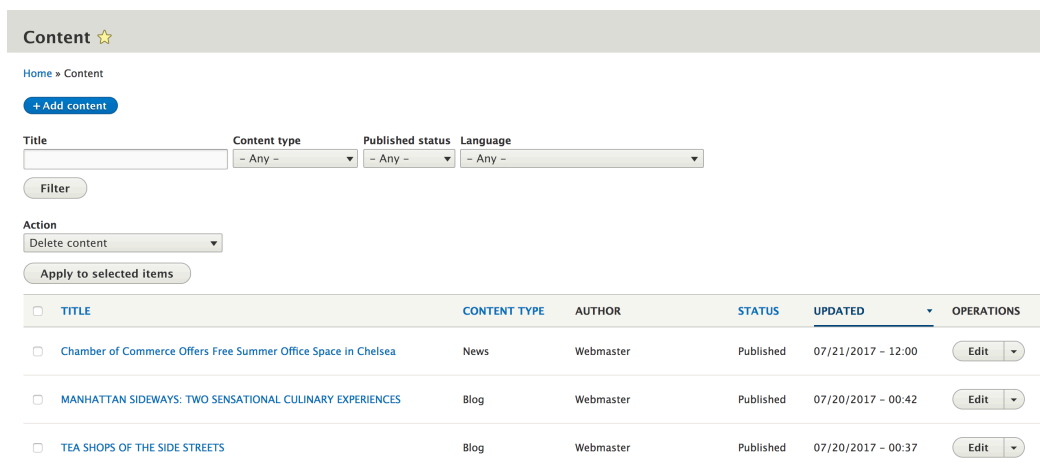 Content
Home » Content
+ Add content
Title Content type Published status Language
– Any – – Any – – Any –
Filter
Action
Delete content
Apply to selected items
TITLE CONTENT TYPE AUTHOR STATUS UPDATED OPERATIONS
Chamber of Commerce Offers Free Summer Office Space in Chelsea News Webmaster Published 07/21/2017 – 12:00 Edit
MANHATTAN SIDEWAYS: TWO SENSATIONAL CULINARY EXPERIENCES Blog Webmaster Published 07/20/2017 – 00:42 Edit
TEA SHOPS OF THE SIDE STREETS Blog Webmaster Published 07/20/2017 – 00:37 Edit